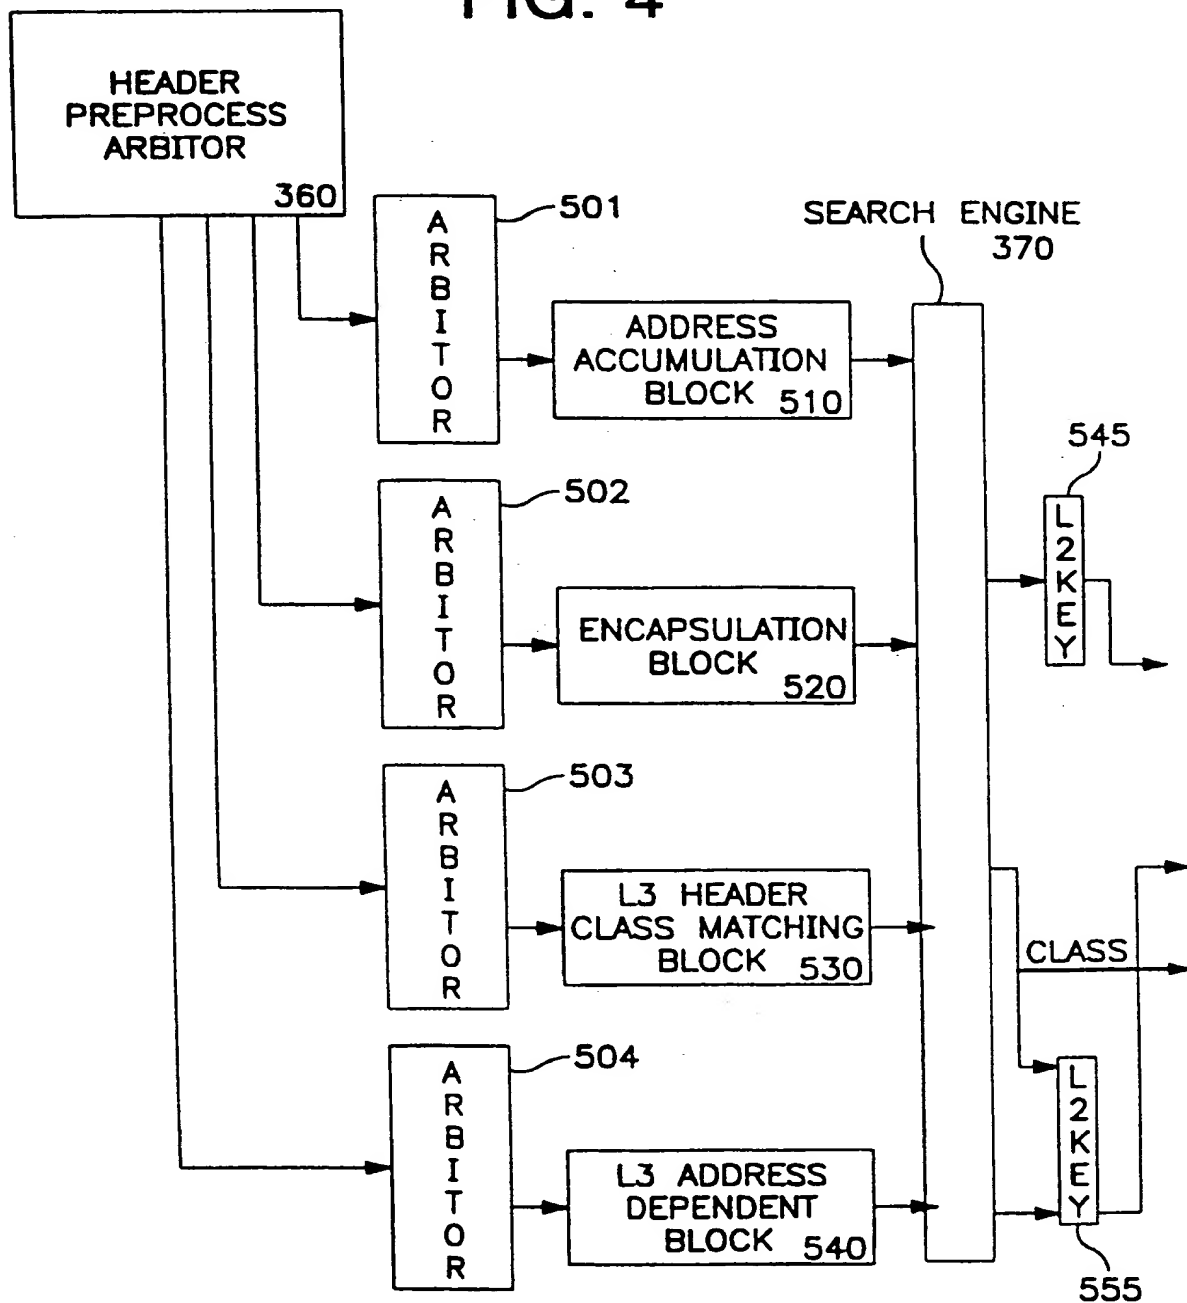 FIG. 4
HEADER
PREPROCESS
ARBITOR
360
ARBITOR
501
SEARCH ENGINE
370
ADDRESS
ACCUMULATION
BLOCK 510
545
L2KEY
ARBITOR
502
ENCAPSULATION
BLOCK
520
ARBITOR
503
L3 HEADER
CLASS MATCHING
BLOCK 530
CLASS
ARBITOR
504
L3 ADDRESS
DEPENDENT
BLOCK 540
L2KEY
555